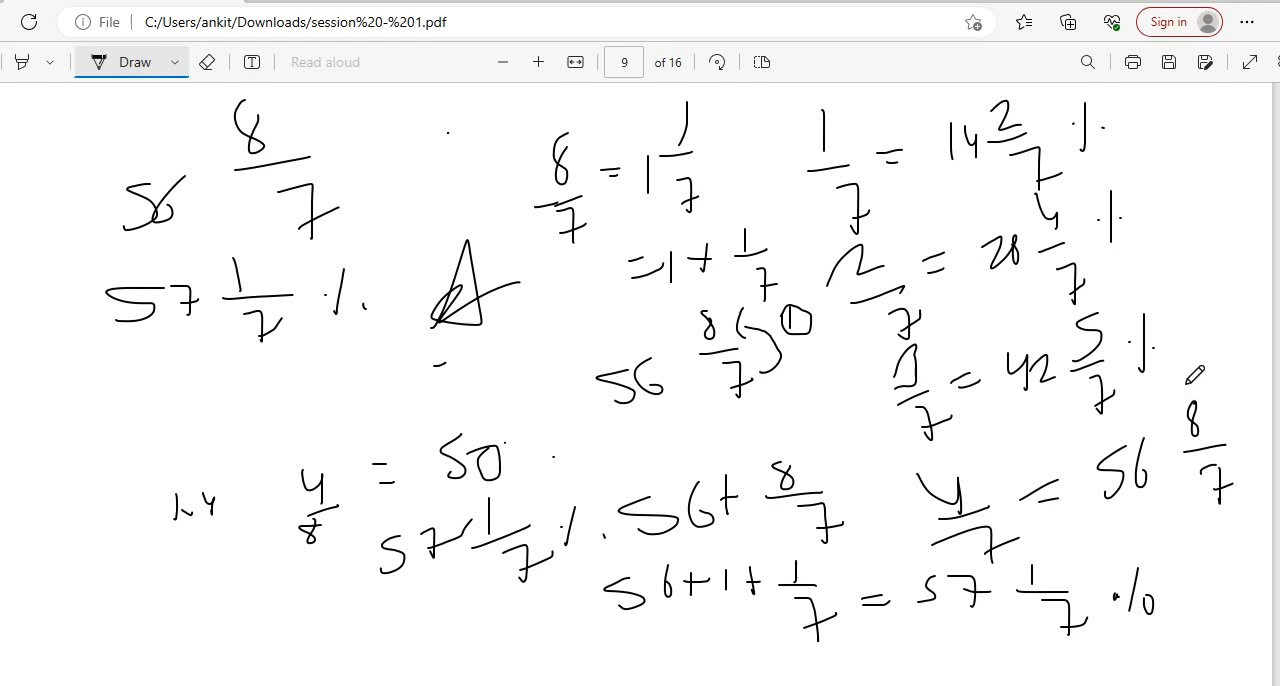 File C:/Users/ankit/Downloads/session%20-%201.pdf Sign in
Draw Read aloud 9 of 16
56 8/7
57 1/7 %.
8/7 = 1 1/7
= 1 + 1/7
56 8/7 1
1/7 = 14 2/7 %
2/7 = 28 4/7 %
3/7 = 42 5/7 %
4/7 = 56 8/7
4/8 = 50
57 1/7 %.
56 + 8/7
56 + 1 + 1/7 = 57 1/7 %